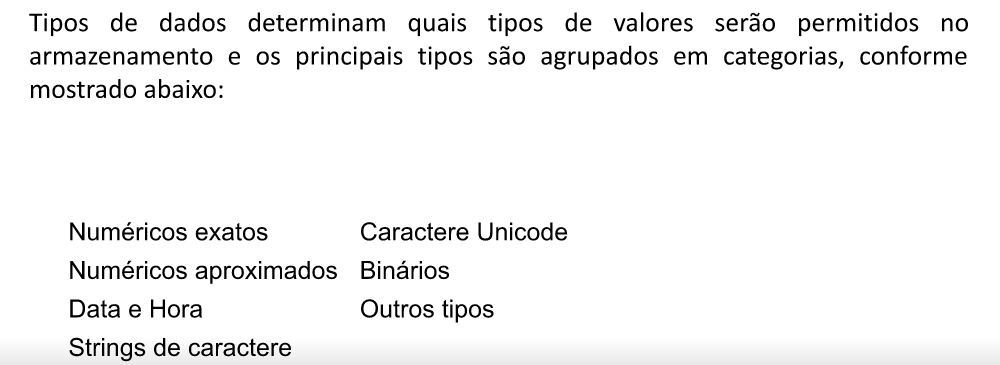 Tipos de dados determinam quais tipos de valores serão permitidos no
armazenamento e os principais tipos são agrupados em categorias, conforme
mostrado abaixo:
Numéricos exatos
Numéricos aproximados
Data e Hora
Strings de caractere
Caractere Unicode
Binários
Outros tipos